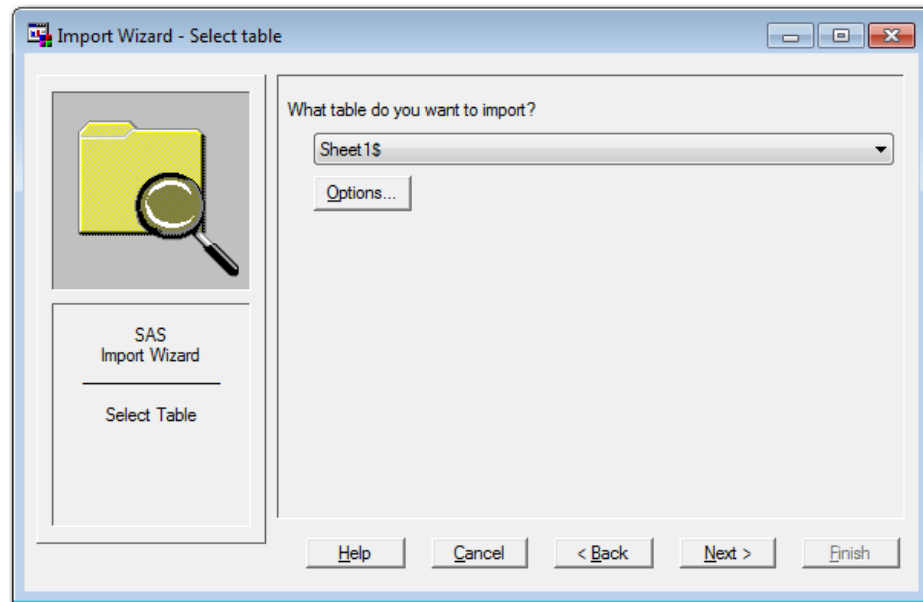 Import Wizard - Select table
What table do you want to import?
Sheet1$
Options...
SAS
Import Wizard
Select Table
Help
Cancel
< Back
Next >
Finish